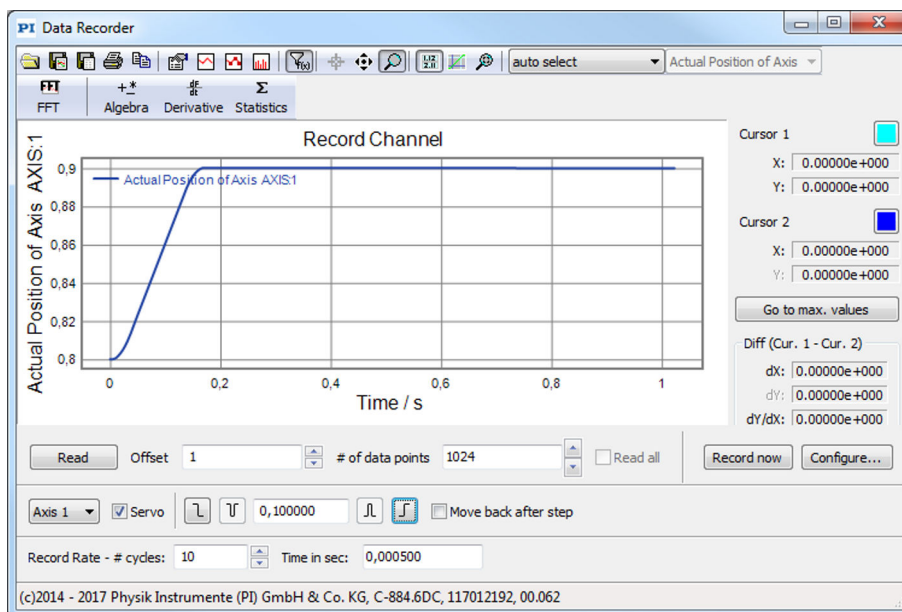 PI Data Recorder
f(x)
auto select
Actual Position of Axis
FFT
FFT
Algebra
Derivative
Σ
Statistics
Record Channel
Actual Position of Axis AXIS:1
Actual Position of Axis AXIS:1
0,9
0,88
0,86
0,84
0,82
0,8
0 0,2 0,4 0,6 0,8 1
Time / s
Cursor 1
X: 0.00000e+000
Y: 0.00000e+000
Cursor 2
X: 0.00000e+000
Y: 0.00000e+000
Go to max. values
Diff (Cur. 1 - Cur. 2)
dX: 0.00000e+000
dY: 0.00000e+000
dY/dX: 0.00000e+000
Read Offset 1 # of data points 1024 Read all Record now Configure...
Axis 1 Servo 0,100000 Move back after step
Record Rate - # cycles: 10 Time in sec: 0,000500
(c)2014 - 2017 Physik Instrumente (PI) GmbH & Co. KG, C-884.6DC, 117012192, 00.062